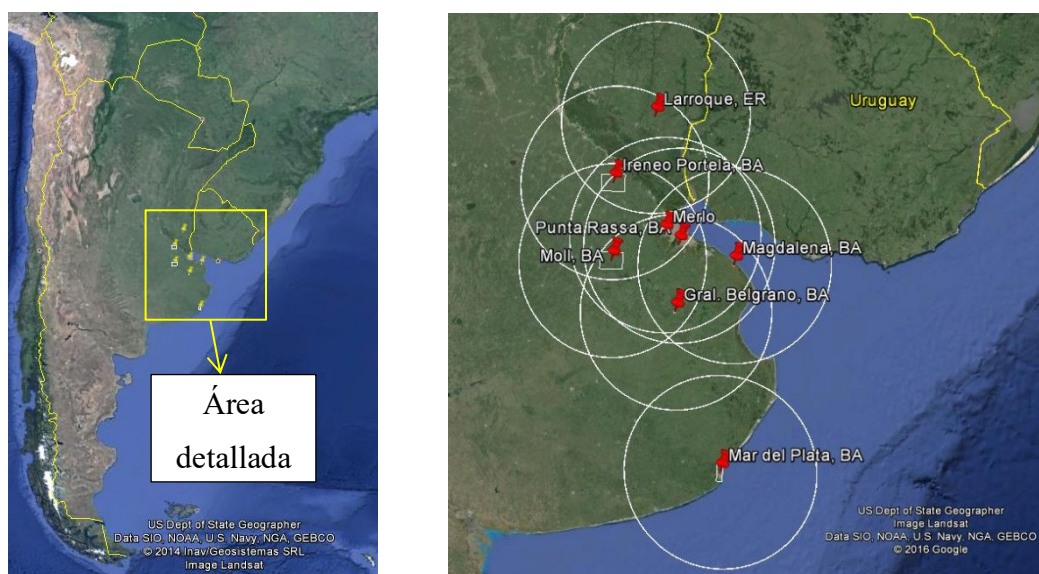 Área
detallada
US Dept of State Geographer
Data SIO, NOAA, U.S. Navy, NGA, GEBCO
© 2014 Inav/Geosistemas SRL
Image Landsat
Larroque, ER
Uruguay
Ireneo Portela, BA
Merlo
Punta Rassa, BA
Magdalena, BA
Moll, BA
Gral. Belgrano, BA
Mar del Plata, BA
US Dept of State Geographer
Image Landsat
Data SIO, NOAA, U.S. Navy, NGA, GEBCO
© 2016 Google